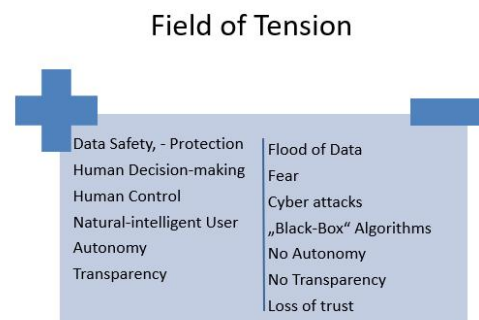 Field of Tension
Data Safety, - Protection
Human Decision-making
Human Control
Natural-intelligent User
Autonomy
Transparency
Flood of Data
Fear
Cyber attacks
„Black-Box“ Algorithms
No Autonomy
No Transparency
Loss of trust